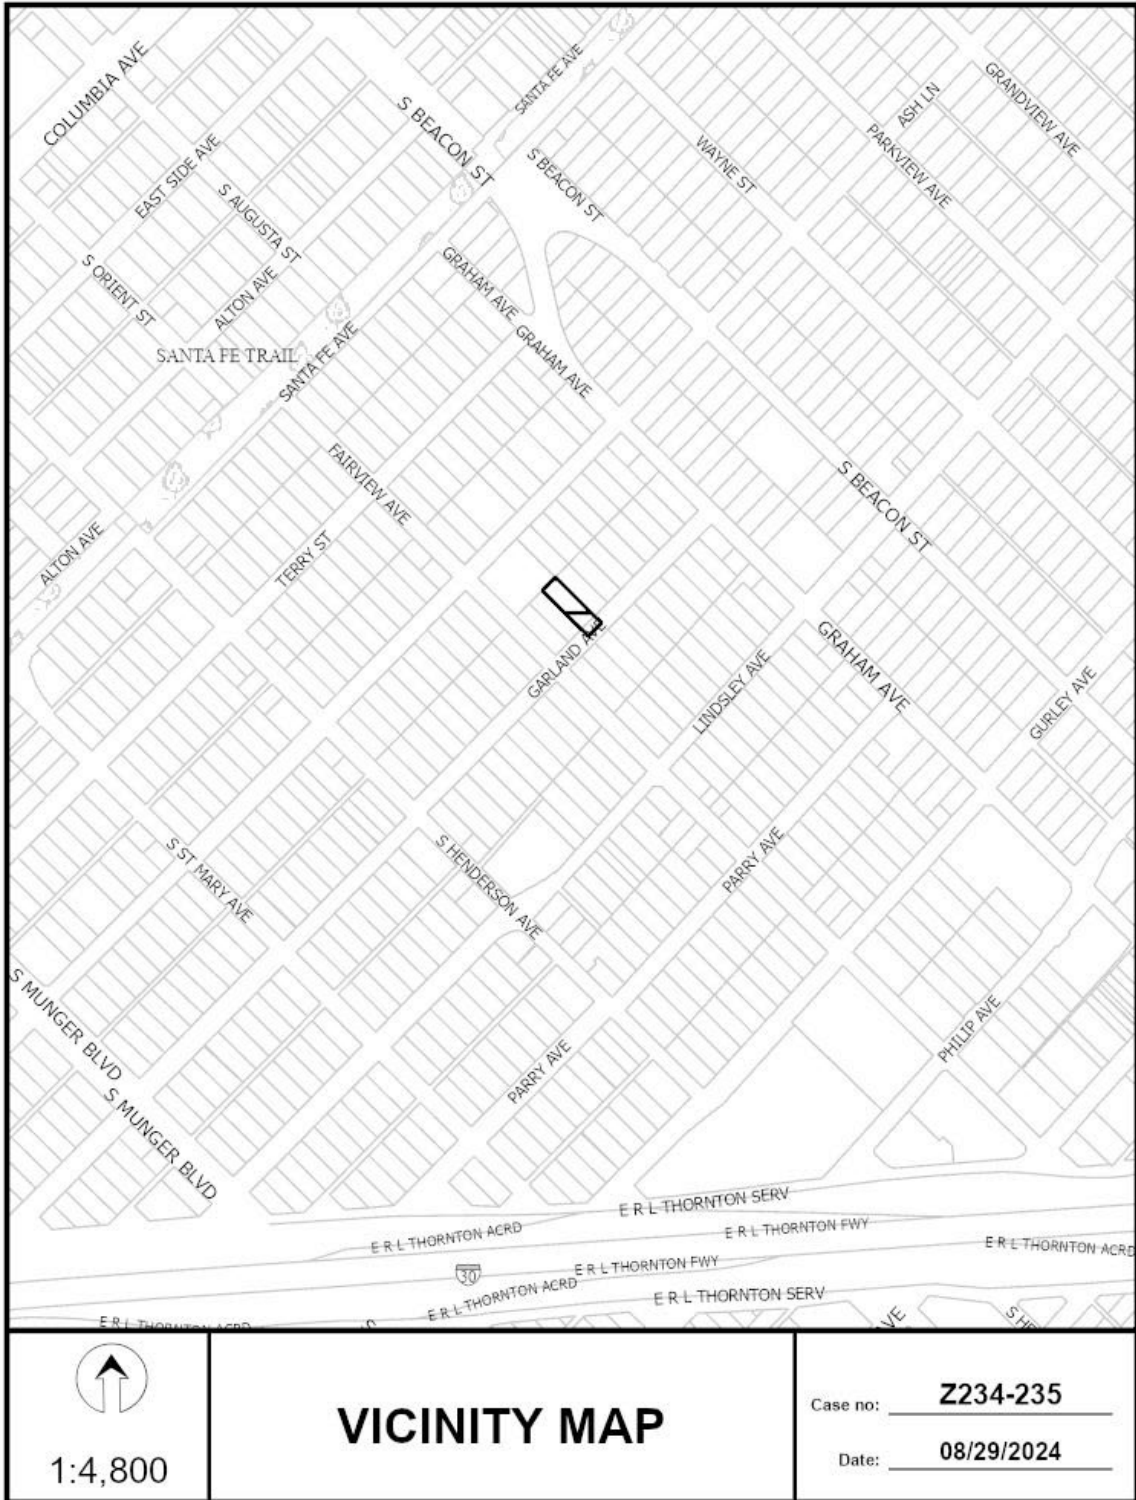 COLUMBIA AVE
SANTA FE AVE
S BEACON ST
ASH LN
GRANDVIEW AVE
PARKVIEW AVE
WAYNE ST
S BEACON ST
EAST SIDE AVE
S AUGUSTA ST
S ORIENT ST
ALTON AVE
GRAHAM AVE
GRAHAM AVE
SANTA FE TRAIL
SANTA FE AVE
FAIRVIEW AVE
S BEACON ST
ALTON AVE
TERRY ST
GARLAND AVE
GRAHAM AVE
LINDSLEY AVE
GURLEY AVE
S ST MARY AVE
S HENDERSON AVE
PARRY AVE
S MUNGER BLVD
S MUNGER BLVD
PARRY AVE
PHILIP AVE
E R L THORNTON SERV
E R L THORNTON ACRD
E R L THORNTON FWY
E R L THORNTON ACRD
30
E R L THORNTON FWY
E R L THORNTON ACRD
E R L THORNTON SERV
E R L THORNTON ACRD
AVE
1:4,800
VICINITY MAP
Case no: Z234-235
Date: 08/29/2024